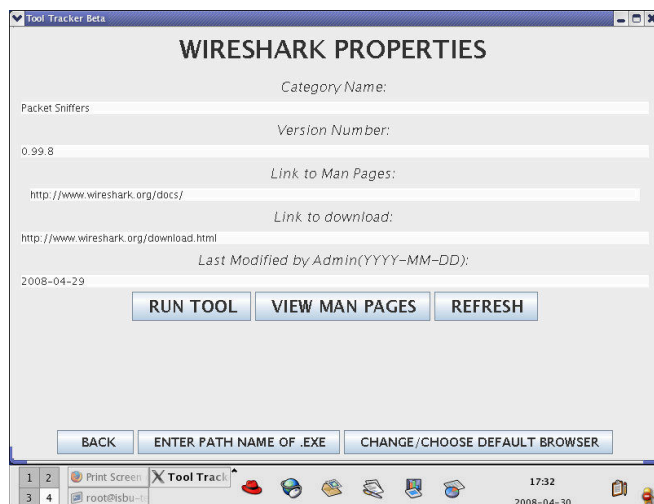 Tool Tracker Beta
WIRESHARK PROPERTIES
Category Name:
Packet Sniffers
Version Number:
0.99.8
Link to Man Pages:
http://www.wireshark.org/docs/
Link to download:
http://www.wireshark.org/download.html
Last Modified by Admin(YYYY-MM-DD):
2008-04-29
RUN TOOL VIEW MAN PAGES REFRESH
BACK ENTER PATH NAME OF .EXE CHANGE/CHOOSE DEFAULT BROWSER
1 2 Print Screen Tool Track 17:32
3 4 root@isbu-t 2008-04-30